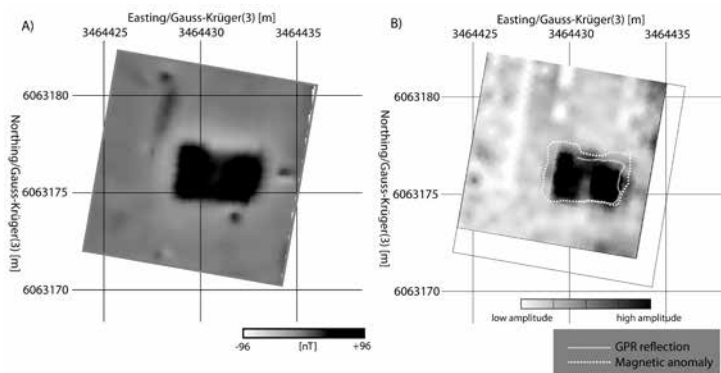 Easting/Gauss-Krüger(3) [m]
A)
3464425 3464430 3464435
6063180
6063175
6063170
Northing/Gauss-Krüger(3) [m]
-96 [nT] +96
Easting/Gauss-Krüger(3) [m]
B)
3464425 3464430 3464435
6063180
6063175
6063170
Northing/Gauss-Krüger(3) [m]
low amplitude high amplitude
GPR reflection
Magnetic anomaly